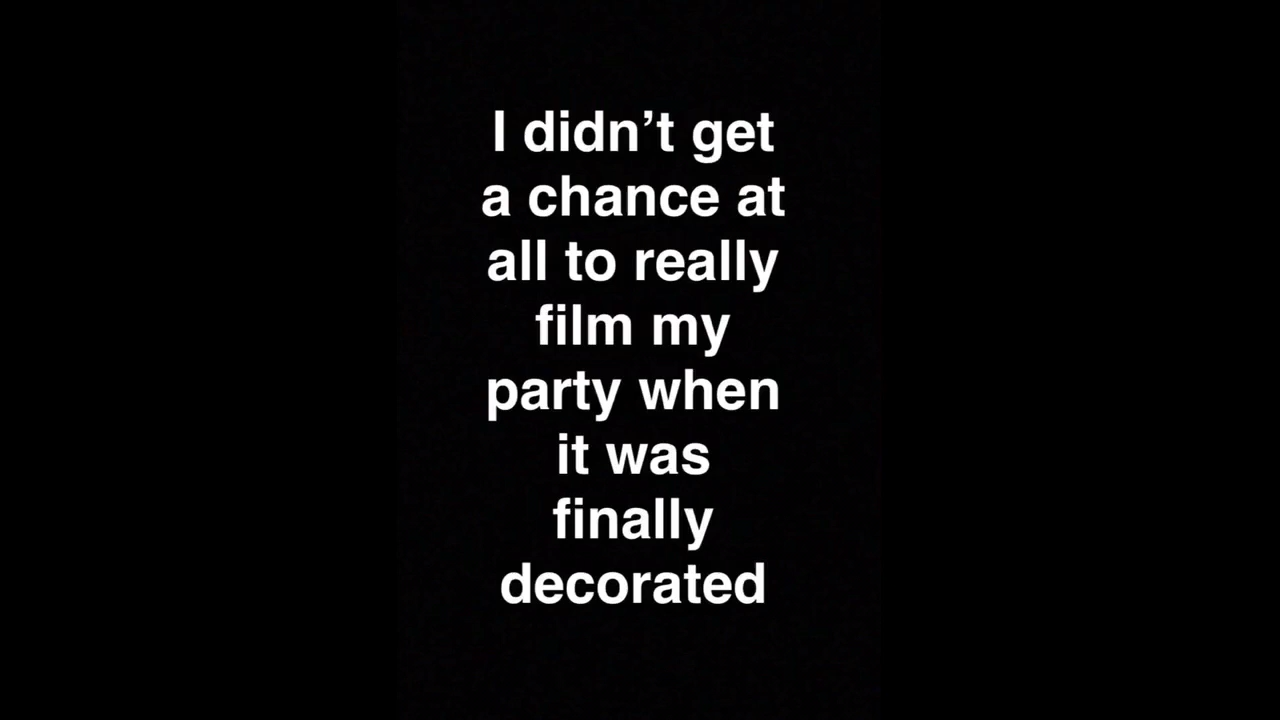 I didn’t get
a chance at
all to really
film my
party when
it was
finally
decorated